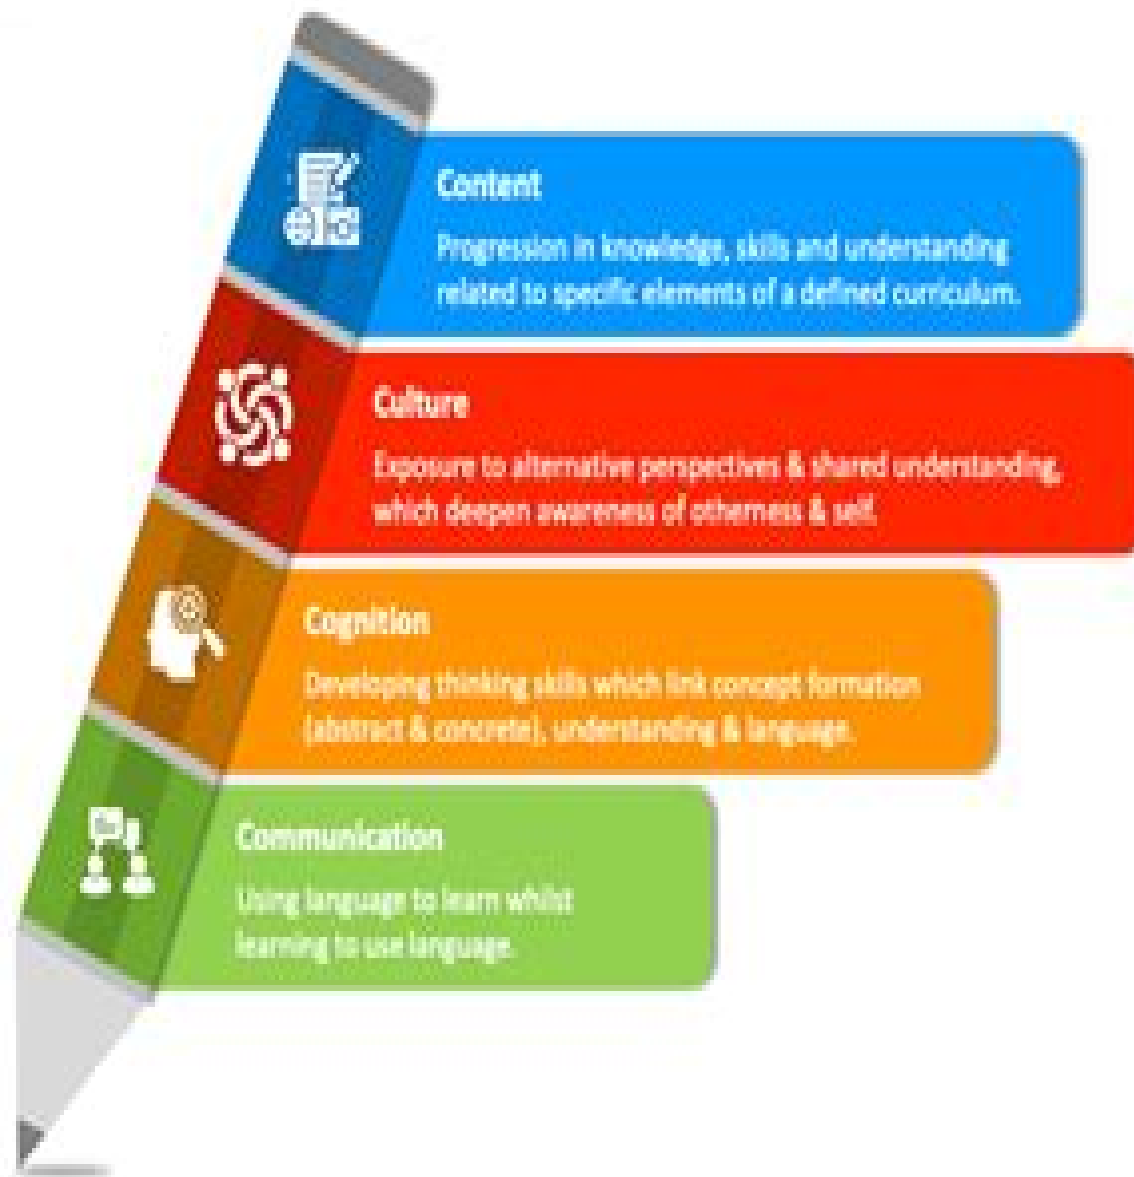 Content
Progression in knowledge, skills and understanding
related to specific elements of a defined curriculum.
Culture
Exposure to alternative perspectives & shared understanding,
which deepen awareness of otherness & self.
Cognition
Developing thinking skills which link concept formation
(abstract & concrete), understanding & language.
Communication
Using language to learn whilst
learning to use language.